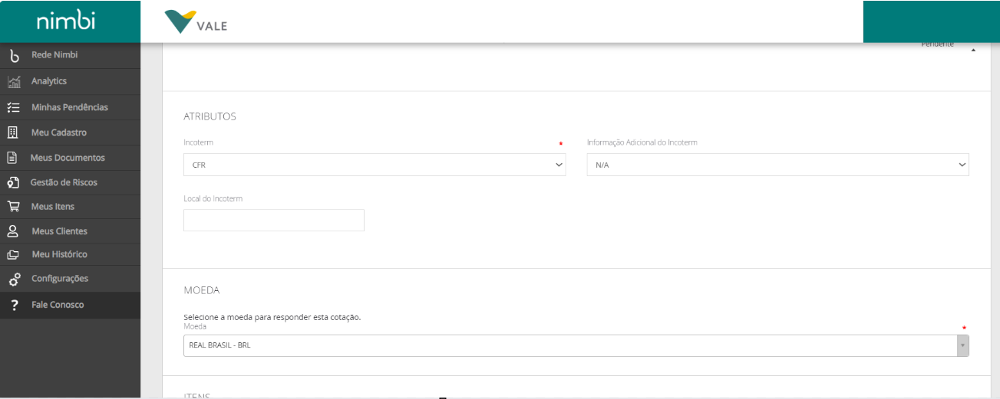 nimbi
VALE
Rede Nimbi
Analytics
Minhas Pendências
Meu Cadastro
Meus Documentos
Gestão de Riscos
Meus Itens
Meus Clientes
Meu Histórico
Configurações
? Fale Conosco
Pendente
ATRIBUTOS
Incoterm *
CFR
Informação Adicional do Incoterm
N/A
Local do Incoterm
MOEDA
Selecione a moeda para responder esta cotação.
Moeda *
REAL BRASIL - BRL
ITENS